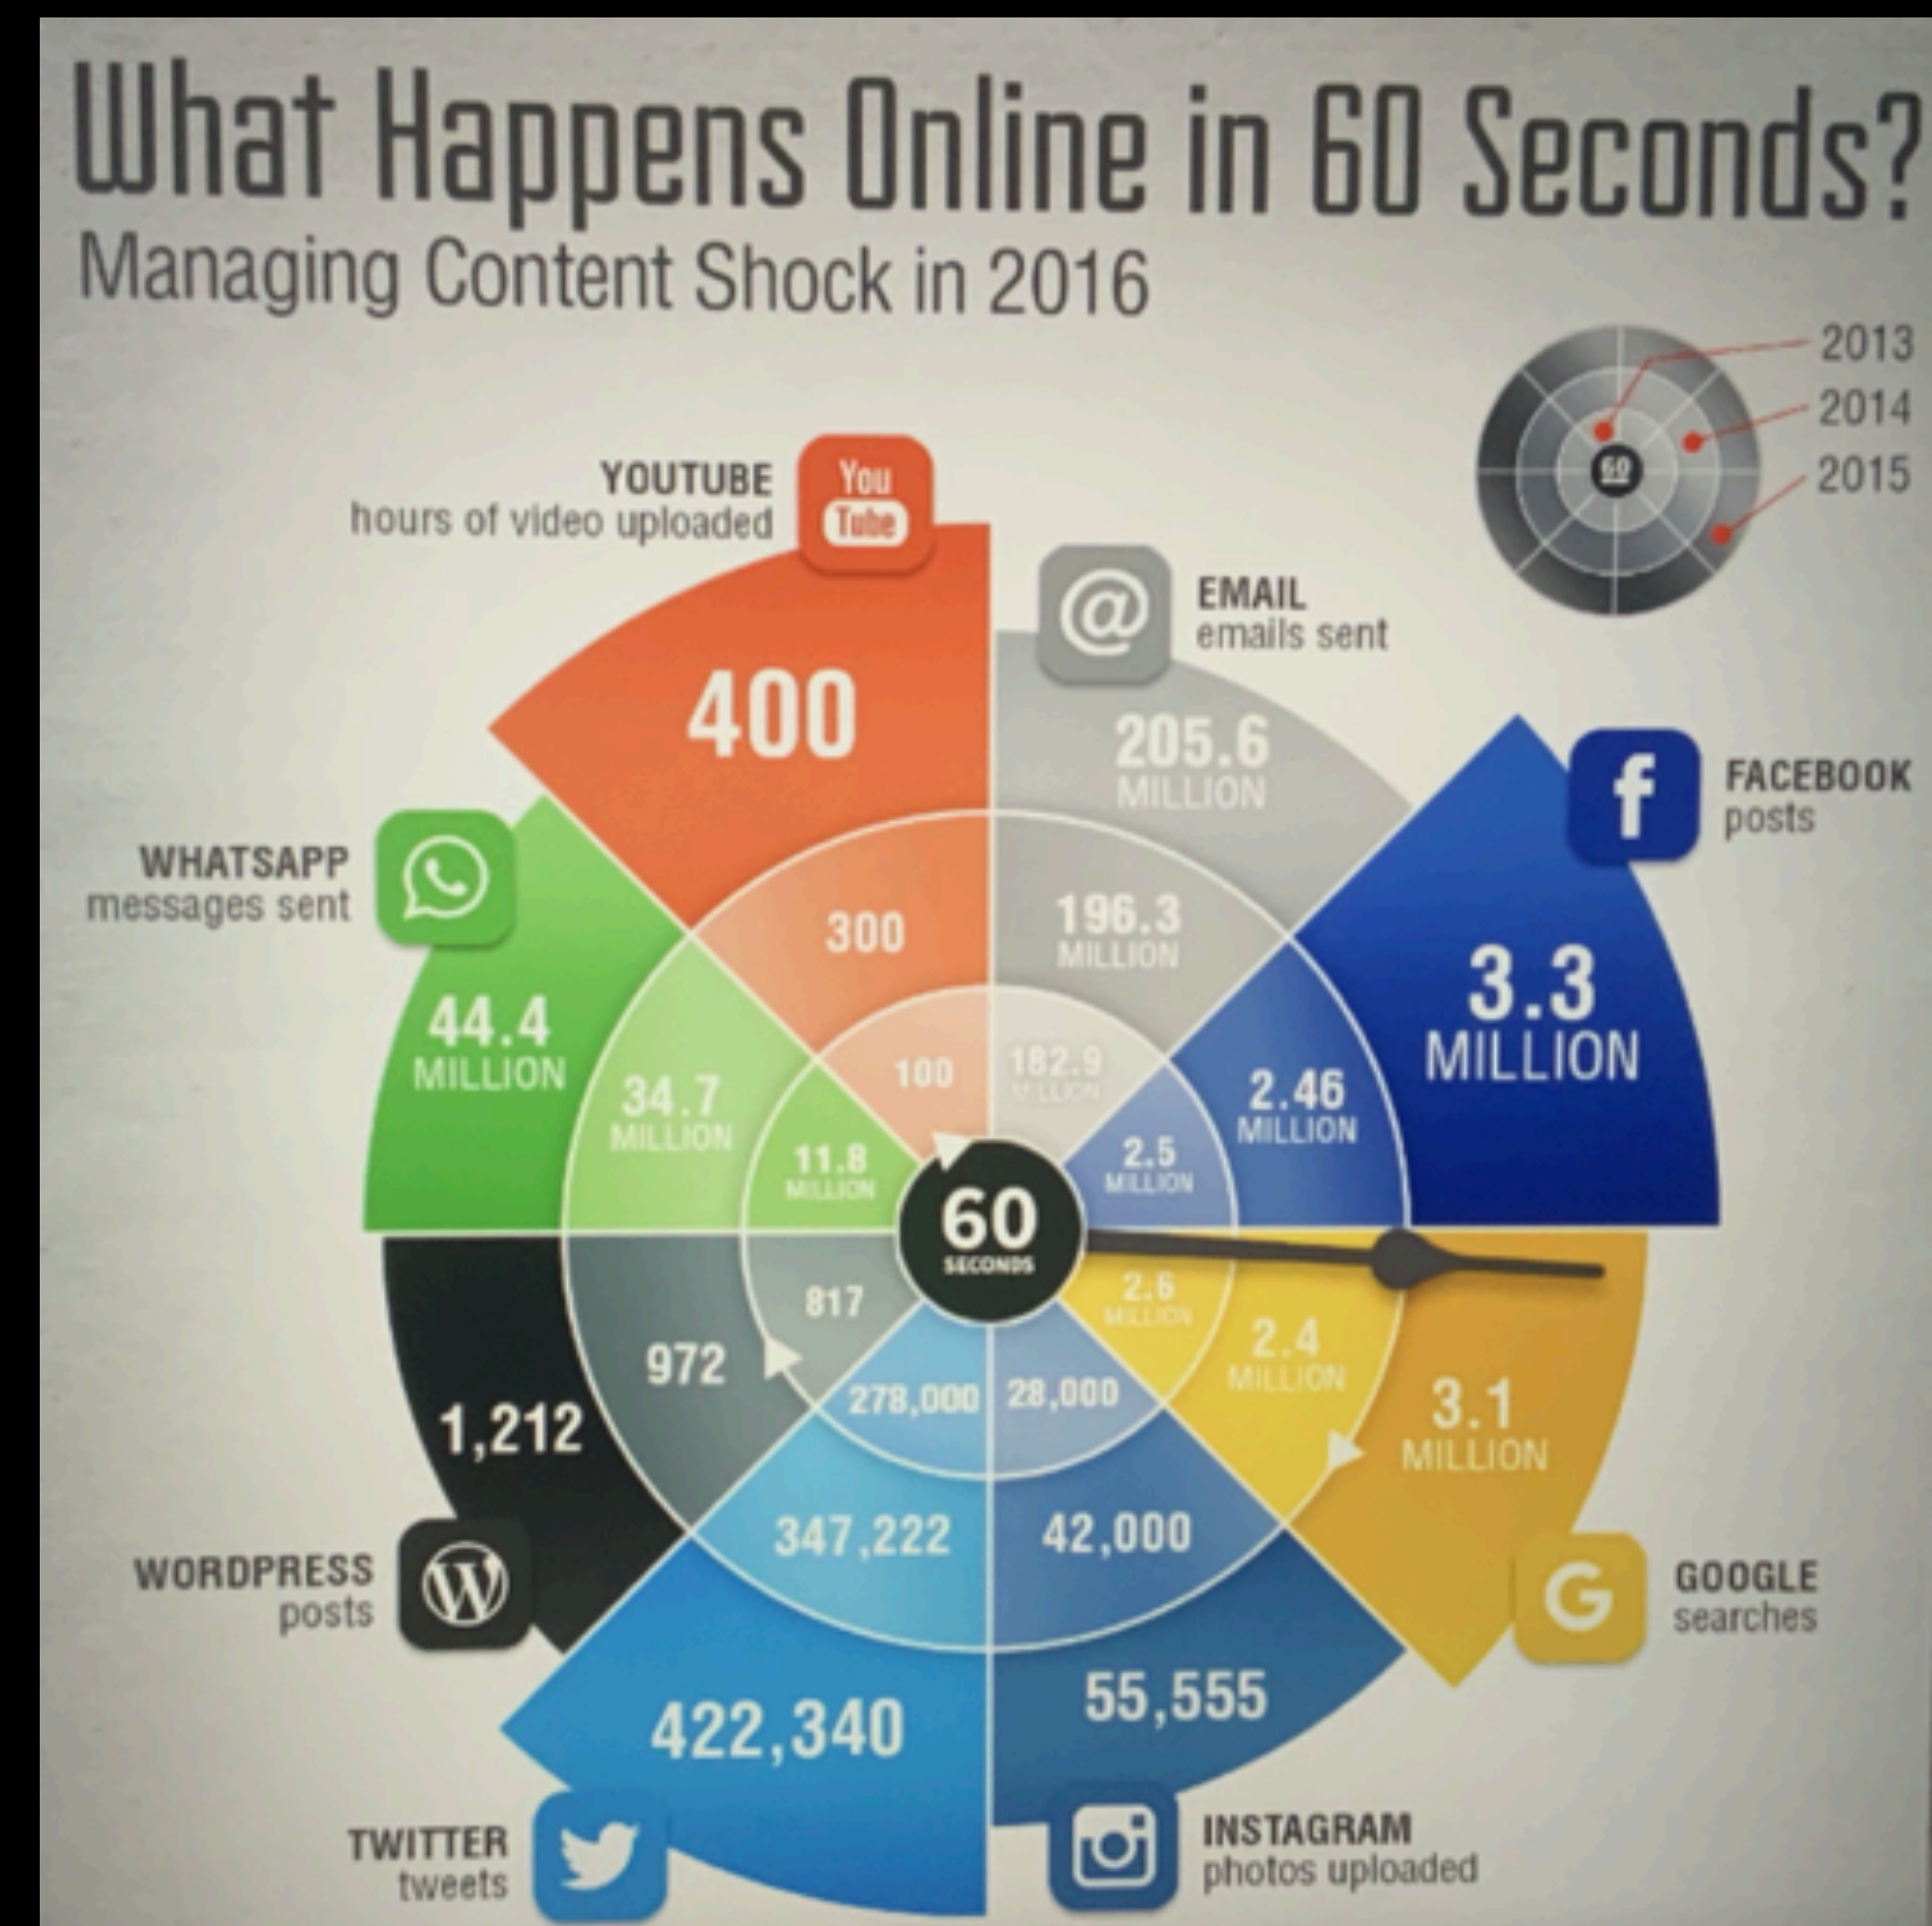 What Happens Online in 60 Seconds?
Managing Content Shock in 2016
2013
2014
2015
60
YOUTUBE
hours of video uploaded
You
Tube
400
300
100
@
EMAIL
emails sent
205.6
MILLION
196.3
MILLION
182.9
MILLION
f
FACEBOOK
posts
3.3
MILLION
2.46
MILLION
2.5
MILLION
GOOGLE
searches
G
3.1
MILLION
2.4
MILLION
2.6
MILLION
INSTAGRAM
photos uploaded
55,555
42,000
28,000
TWITTER
tweets
422,340
347,222
278,000
WORDPRESS
posts
W
1,212
972
817
WHATSAPP
messages sent
44.4
MILLION
34.7
MILLION
11.8
MILLION
60
SECONDS